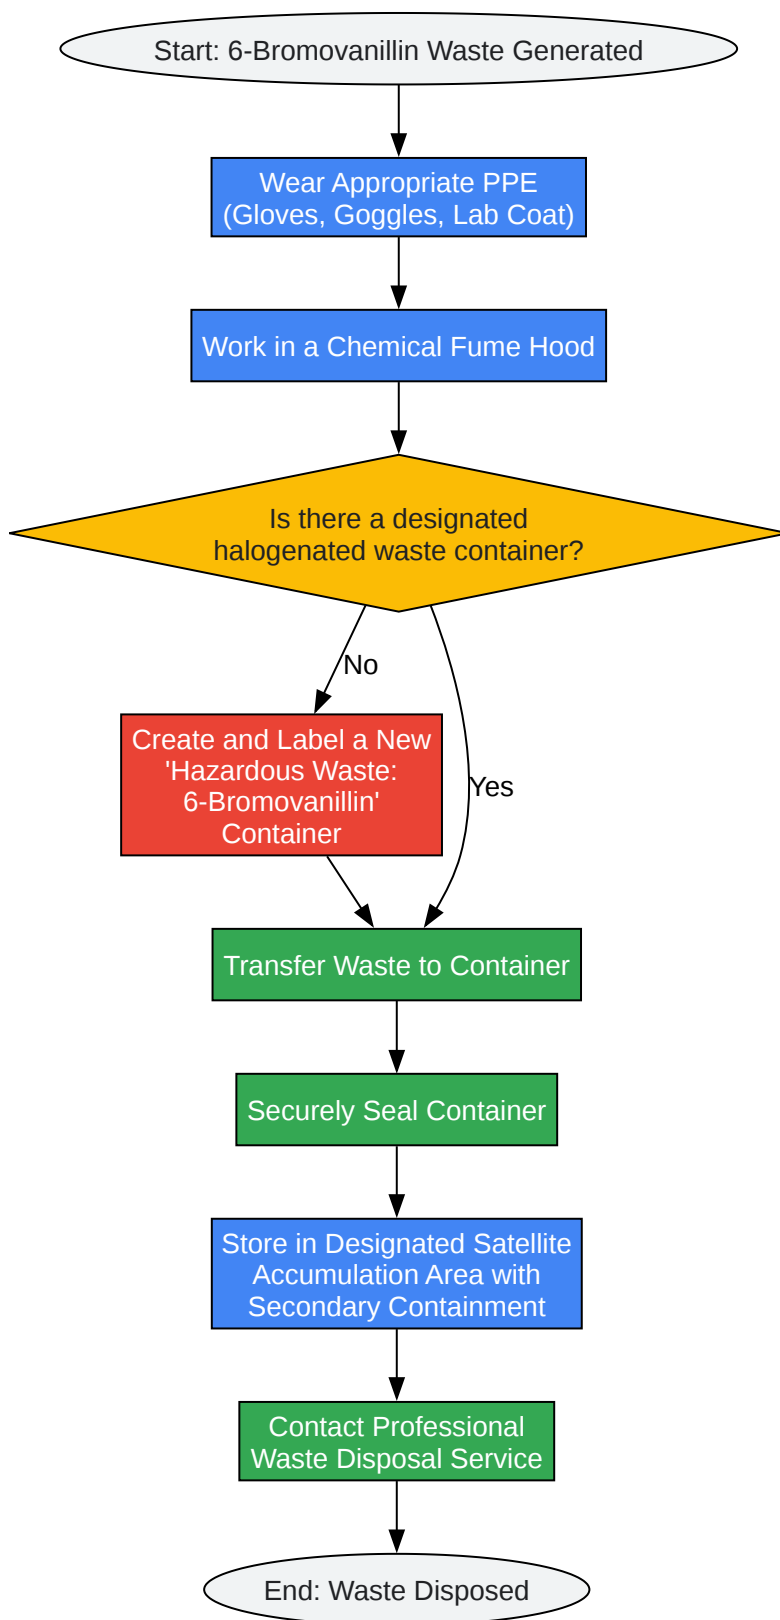 Start: 6-Bromovanillin Waste Generated
Wear Appropriate PPE
(Gloves, Goggles, Lab Coat)
Work in a Chemical Fume Hood
Is there a designated
halogenated waste container?
No
Create and Label a New
'Hazardous Waste:
6-Bromovanillin'
Container
Yes
Transfer Waste to Container
Securely Seal Container
Store in Designated Satellite
Accumulation Area with
Secondary Containment
Contact Professional
Waste Disposal Service
End: Waste Disposed